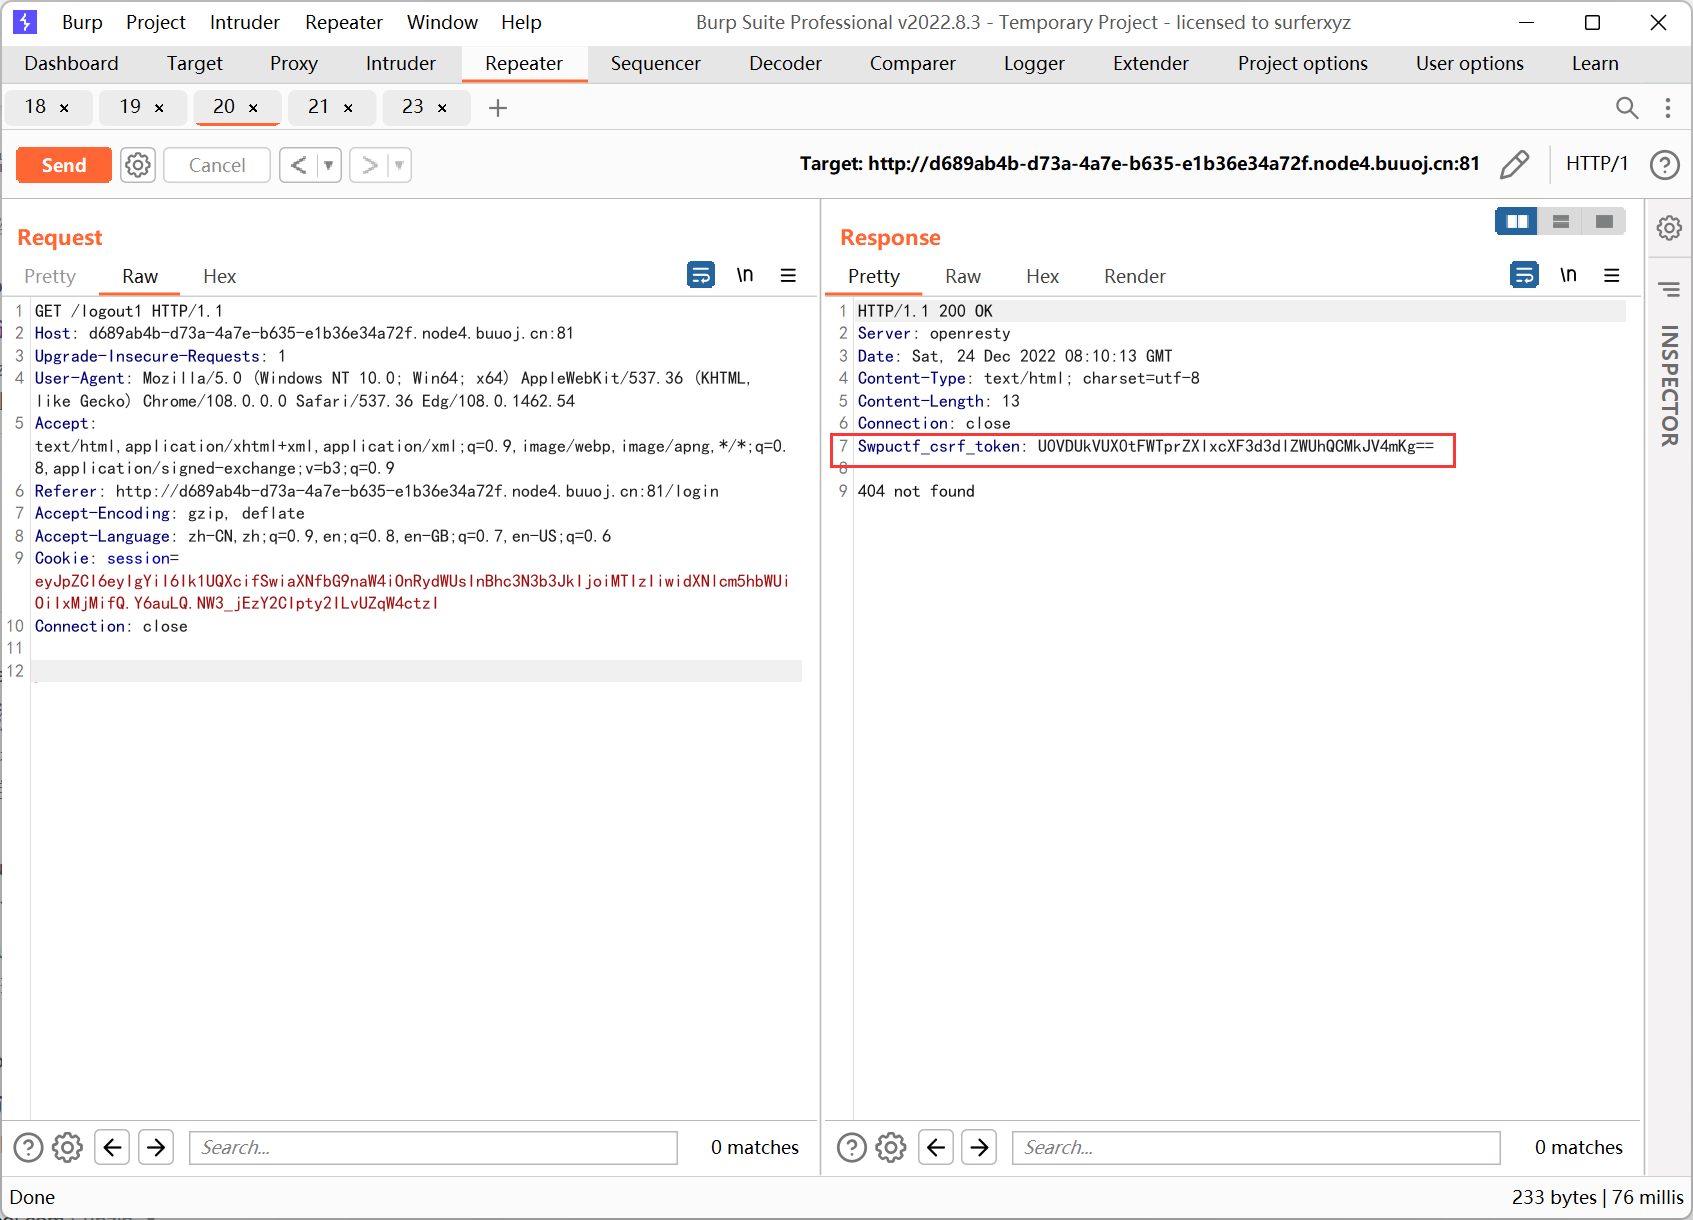 Burp Project Intruder Repeater Window Help Burp Suite Professional v2022.8.3 - Temporary Project - licensed to surferxyz
Dashboard Target Proxy Intruder Repeater Sequencer Decoder Comparer Logger Extender Project options User options Learn
18 × 19 × 20 × 21 × 23 × +
Send Cancel < ▼ > ▼ Target: http://d689ab4b-d73a-4a7e-b635-e1b36e34a72f.node4.buuoj.cn:81 HTTP/1 ?
Request
Pretty Raw Hex \n
1 GET /logout1 HTTP/1.1
2 Host: d689ab4b-d73a-4a7e-b635-e1b36e34a72f.node4.buuoj.cn:81
3 Upgrade-Insecure-Requests: 1
4 User-Agent: Mozilla/5.0 (Windows NT 10.0; Win64; x64) AppleWebKit/537.36 (KHTML,
like Gecko) Chrome/108.0.0.0 Safari/537.36 Edg/108.0.1462.54
5 Accept:
text/html,application/xhtml+xml,application/xml;q=0.9,image/webp,image/apng,*/*;q=0.
8,application/signed-exchange;v=b3;q=0.9
6 Referer: http://d689ab4b-d73a-4a7e-b635-e1b36e34a72f.node4.buuoj.cn:81/login
7 Accept-Encoding: gzip, deflate
8 Accept-Language: zh-CN,zh;q=0.9,en;q=0.8,en-GB;q=0.7,en-US;q=0.6
9 Cookie: session=
eyJpZCI6eyIgYiI6Ik1UQXcifSwiaXNfbG9naW4iOnRydWUsInBhc3N3b3JkIjoiMTIzIiwidXNlcm5hbWUi
OiIxMjMifQ.Y6auLQ.NW3_jEzY2CIpty2ILvUZqW4ctzI
10 Connection: close
11
12
Response
Pretty Raw Hex Render \n
1 HTTP/1.1 200 OK
2 Server: openresty
3 Date: Sat, 24 Dec 2022 08:10:13 GMT
4 Content-Type: text/html; charset=utf-8
5 Content-Length: 13
6 Connection: close
7 Swpuctf_csrf_token: U0VDUkVUX0tFWTprZXlxcXF3d3dlZWUhQCMkJV4mKg==
8
9 404 not found
INSPECTOR
? Search... 0 matches
? Search... 0 matches
Done 233 bytes | 76 millis